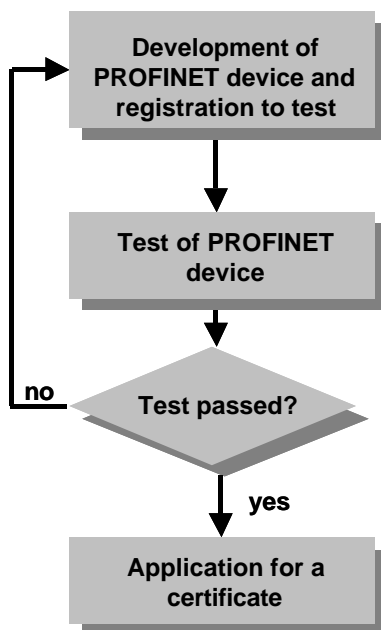 Development of
PROFINET device and
registration to test
Test of PROFINET
device
no
Test passed?
yes
Application for a
certificate